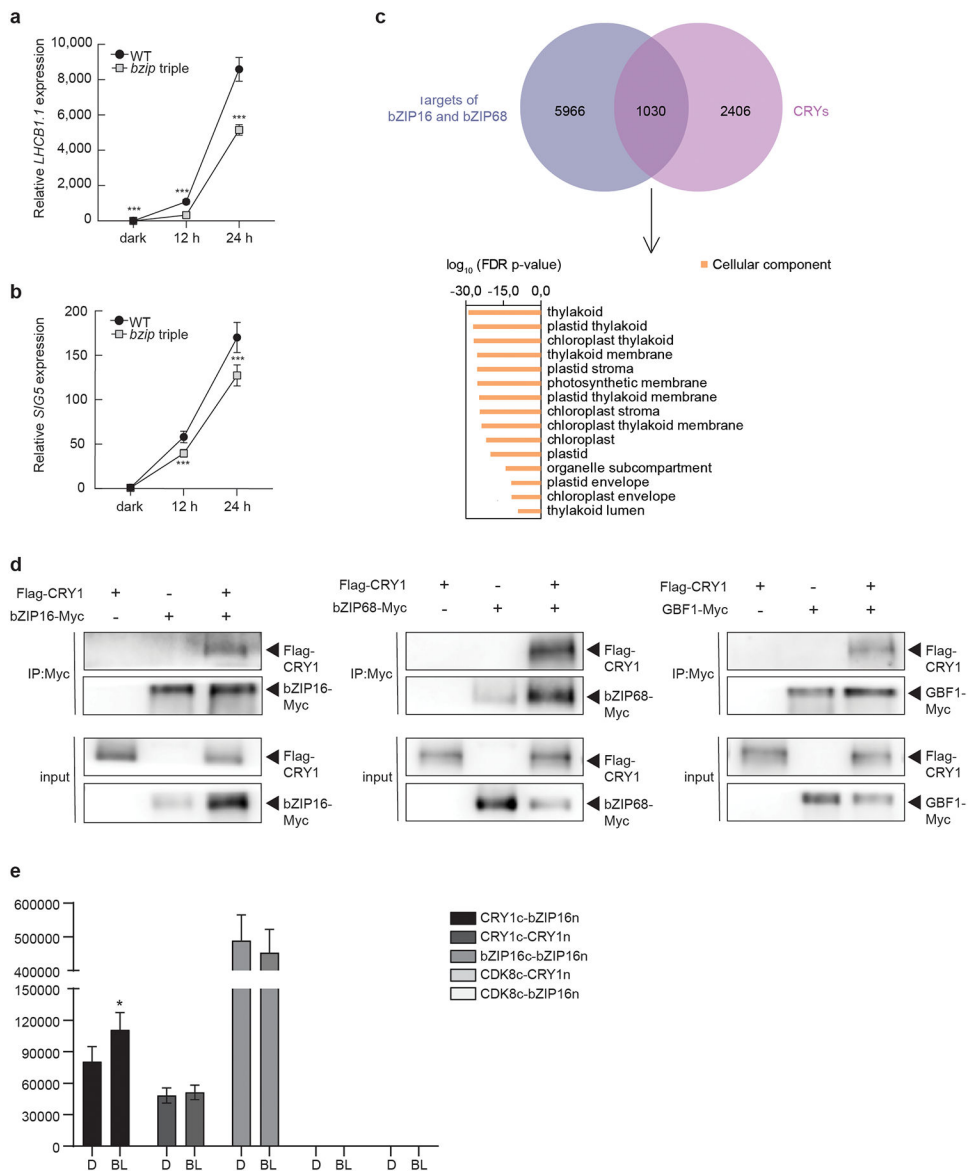 a
Relative LHCB1.1 expression
10,000
8,000
6,000
4,000
2,000
0
WT
bzip triple
***
***
***
dark
12 h
24 h
b
Relative SIG5 expression
200
150
100
50
0
WT
bzip triple
***
***
dark
12 h
24 h
c
Targets of
bZIP16 and bZIP68
5966
1030
2406
CRYs
log10 (FDR p-value)
Cellular component
-30,0
-15,0
0,0
thylakoid
plastid thylakoid
chloroplast thylakoid
thylakoid membrane
plastid stroma
photosynthetic membrane
plastid thylakoid membrane
chloroplast stroma
chloroplast thylakoid membrane
chloroplast
plastid
organelle subcompartment
plastid envelope
chloroplast envelope
thylakoid lumen
d
Flag-CRY1 + - +
bZIP16-Myc - + +
IP:Myc
Flag-
CRY1
bZIP16-
Myc
input
Flag-
CRY1
bZIP16-
Myc
Flag-CRY1 + - +
bZIP68-Myc - + +
IP:Myc
Flag-
CRY1
bZIP68-
Myc
input
Flag-
CRY1
bZIP68-
Myc
Flag-CRY1 + - +
GBF1-Myc - + +
IP:Myc
Flag-
CRY1
GBF1-
Myc
input
Flag-
CRY1
GBF1-
Myc
e
600000
500000
400000
150000
120000
90000
60000
30000
0
*
D BL D BL D BL D BL D BL
CRY1c-bZIP16n
CRY1c-CRY1n
bZIP16c-bZIP16n
CDK8c-CRY1n
CDK8c-bZIP16n